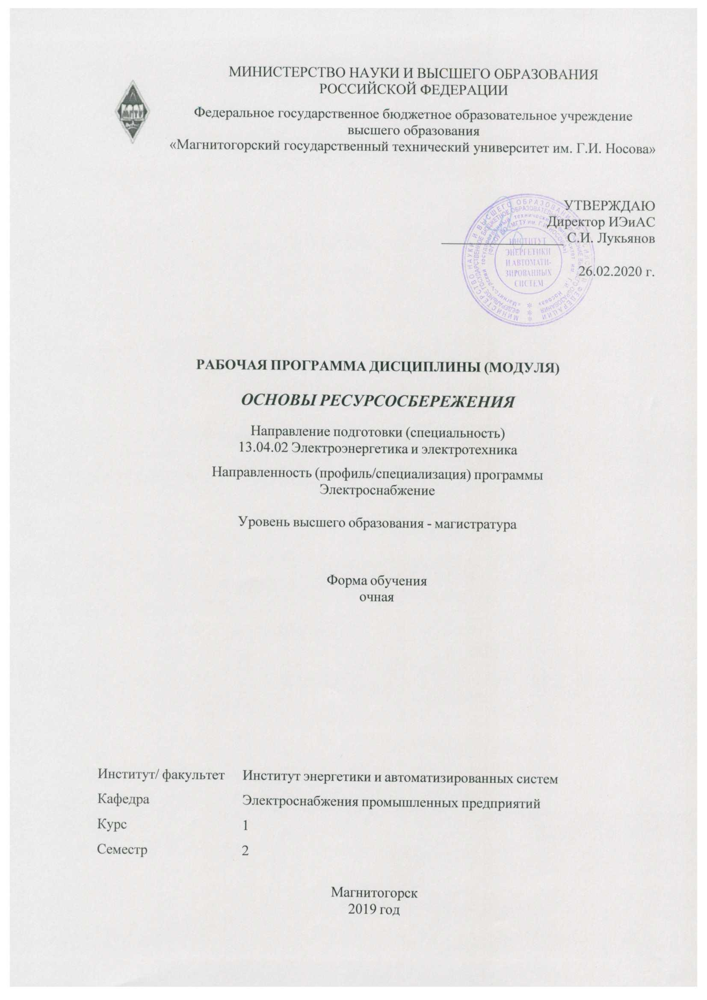 МИНИСТЕРСТВО НАУКИ И ВЫСШЕГО ОБРАЗОВАНИЯ
РОССИЙСКОЙ ФЕДЕРАЦИИ
МГТУ
Федеральное государственное бюджетное образовательное учреждение
высшего образования
«Магнитогорский государственный технический университет им. Г.И. Носова»
УТВЕРЖДАЮ
Директор ИЭиАС
С.И. Лукьянов
26.02.2020 г.
ИНСТИТУТ
ЭНЕРГЕТИКИ
И АВТОМАТИ-
ЗИРОВАННЫХ
СИСТЕМ
РАБОЧАЯ ПРОГРАММА ДИСЦИПЛИНЫ (МОДУЛЯ)
ОСНОВЫ РЕСУРСОСБЕРЕЖЕНИЯ
Направление подготовки (специальность)
13.04.02 Электроэнергетика и электротехника
Направленность (профиль/специализация) программы
Электроснабжение
Уровень высшего образования - магистратура
Форма обучения
очная
Институт/ факультет Институт энергетики и автоматизированных систем
Кафедра Электроснабжения промышленных предприятий
Курс 1
Семестр 2
Магнитогорск
2019 год